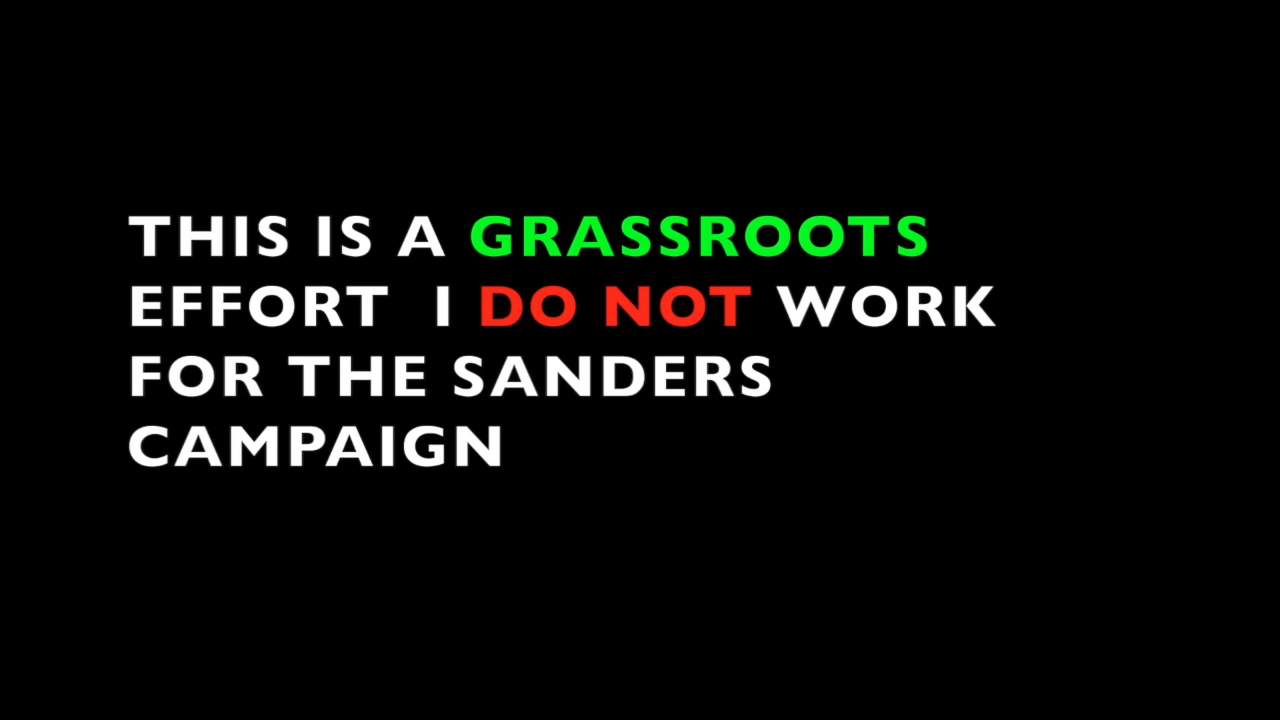 THIS IS A GRASSROOTS
EFFORT  I DO NOT WORK
FOR THE SANDERS
CAMPAIGN